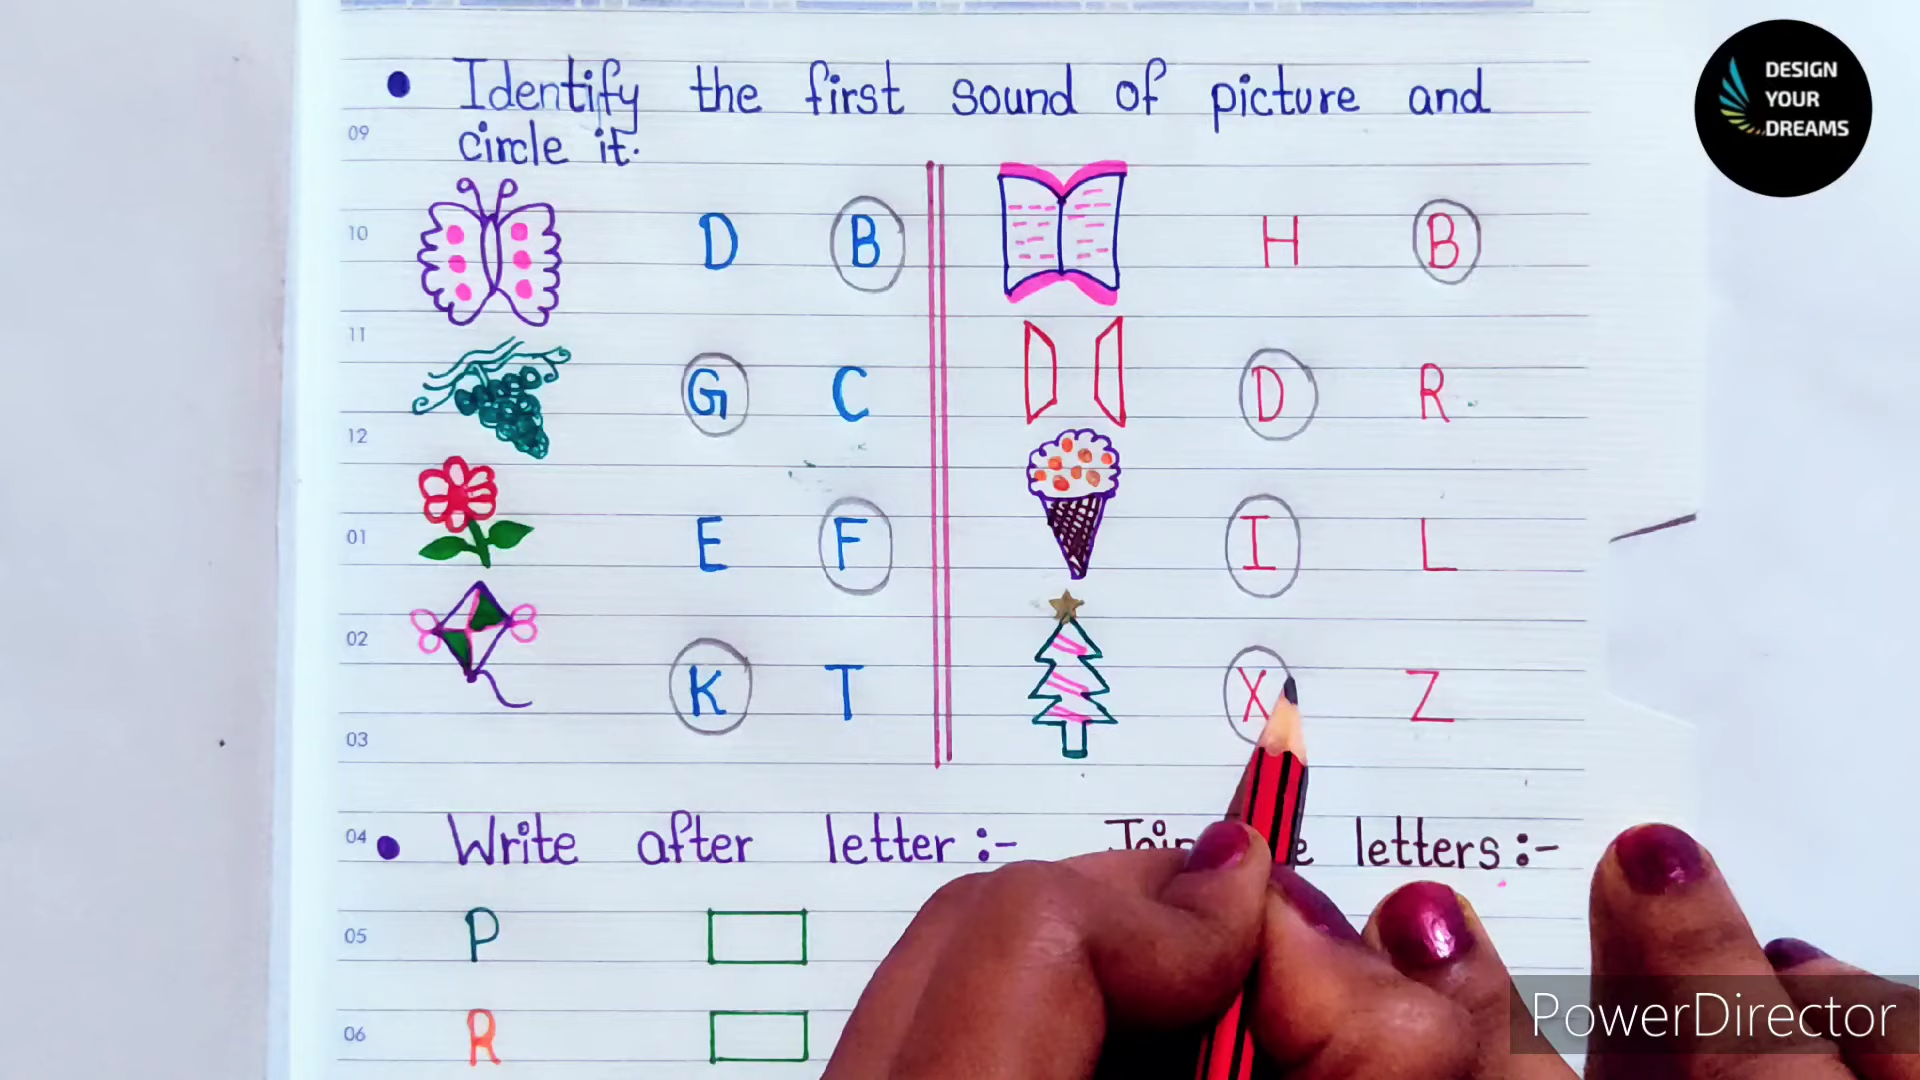 DESIGN
YOUR
DREAMS
• Identify the first sound of picture and
09
circle it.
10 D B H B
11
G C D R
12
01 E F I L
02
K T X Z
03
04 • Write after letter :- letters :-
05 P
06 R
PowerDirector